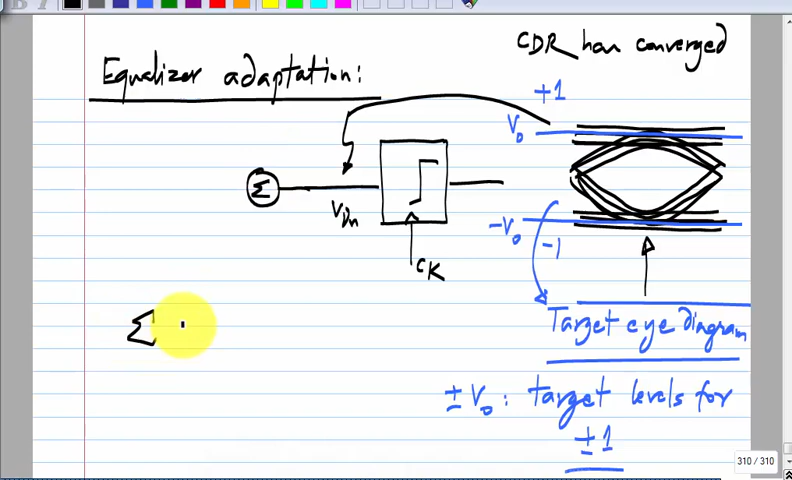 CDR has converged
Equalizer adaptation:
+1
V₀
Σ
V_Dn
-V₀
-1
CK
Target eye diagram
Σ
± V₀ : target levels for
± 1
310 / 310